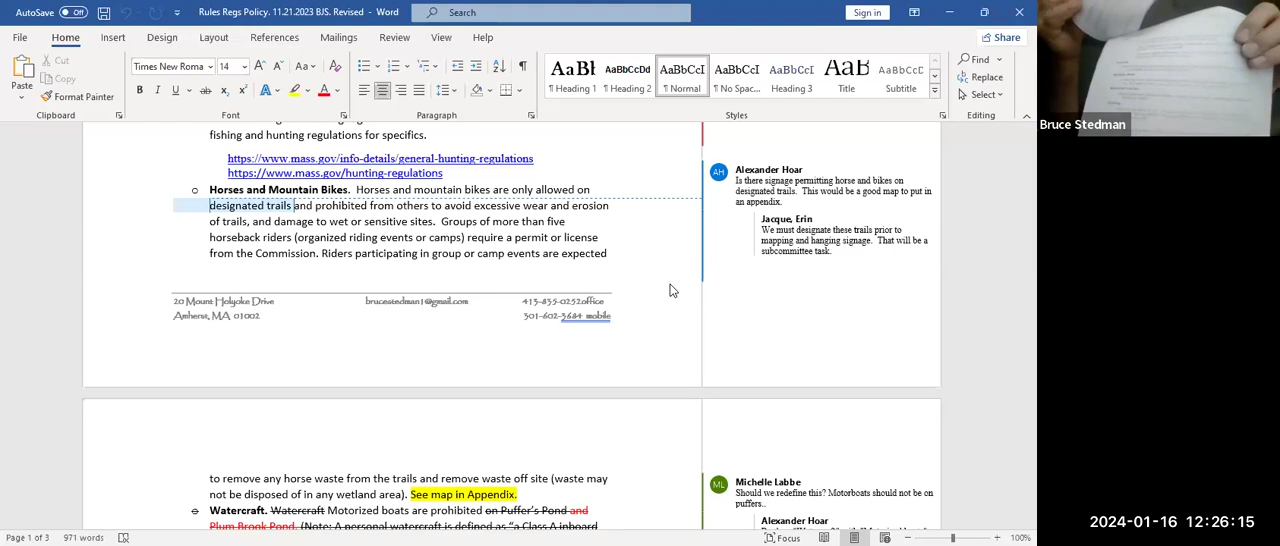 AutoSave Off Rules Regs Policy. 11.21.2023 BJS. Revised - Word Search Sign in
File Home Insert Design Layout References Mailings Review View Help Share
Cut Copy Format Painter Paste Clipboard
Times New Roma 14 Font Paragraph
AaBbC AaBbCcDd AaBbCcI AaBbCcI AaBbCcI AaB AaBbCcD
¶ Heading 1 ¶ Heading 2 ¶ Normal ¶ No Spac... Heading 3 Title Subtitle
Styles
Find Replace Select Editing
Bruce Stedman
fishing and hunting regulations for specifics.
https://www.mass.gov/info-details/general-hunting-regulations
https://www.mass.gov/hunting-regulations
o Horses and Mountain Bikes. Horses and mountain bikes are only allowed on
designated trails and prohibited from others to avoid excessive wear and erosion
of trails, and damage to wet or sensitive sites. Groups of more than five
horseback riders (organized riding events or camps) require a permit or license
from the Commission. Riders participating in group or camp events are expected
20 Mount Holyoke Drive brucestedman1@gmail.com 413-835-0252office
Amherst, MA 01002 301-602-3684 mobile
AH Alexander Hoar
Is there signage permitting horse and bikes on
designated trails. This would be a good map to put in
an appendix.
Jacque, Erin
We must designate these trails prior to
mapping and hanging signage. That will be a
subcommittee task.
to remove any horse waste from the trails and remove waste off site (waste may
not be disposed of in any wetland area). See map in Appendix.
o Watercraft. Watercraft Motorized boats are prohibited on Puffer's Pond and
Plum Brook Pond. (Note: A personal watercraft is defined as "a Class A inboard
ML Michelle Labbe
Should we redefine this? Motorboats should not be on
puffers..
Alexander Hoar
Page 1 of 3 971 words Focus 100%
2024-01-16 12:26:15